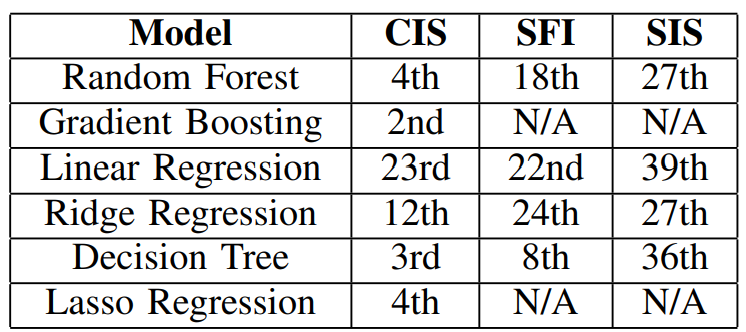 Model CIS SFI SIS
Random Forest 4th 18th 27th
Gradient Boosting 2nd N/A N/A
Linear Regression 23rd 22nd 39th
Ridge Regression 12th 24th 27th
Decision Tree 3rd 8th 36th
Lasso Regression 4th N/A N/A